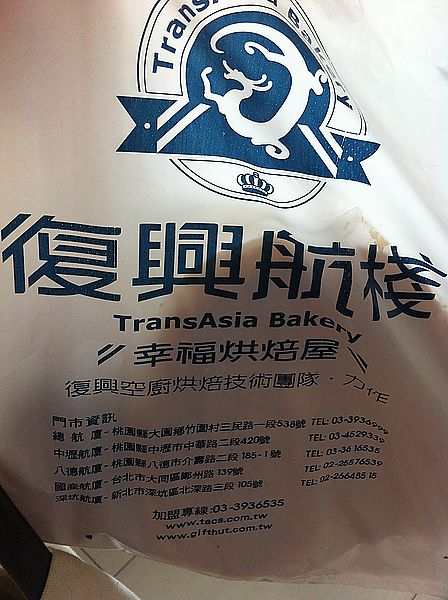 TransAsia Bakery
復興航棧
TransAsia Bakery
幸福烘焙屋
復興空廚烘焙技術團隊·力作
門市資訊
總 航 廈-桃園縣大園鄉竹圍村三民路一段538號 TEL: 03-3936999
中壢航廈-桃園縣中壢市中華路二段420號 TEL: 03-4529339
八德航廈-桃園縣八德市介壽二段185-1號 TEL: 03-3616535
國產航廈-台北市大同區鄭州路139號 TEL: 02-25576539
深坑航廈-新北市深坑區北深路三段105號 TEL: 02-26648515
加盟專線:03-3936535
www.tacs.com.tw
www.gifthut.com.tw